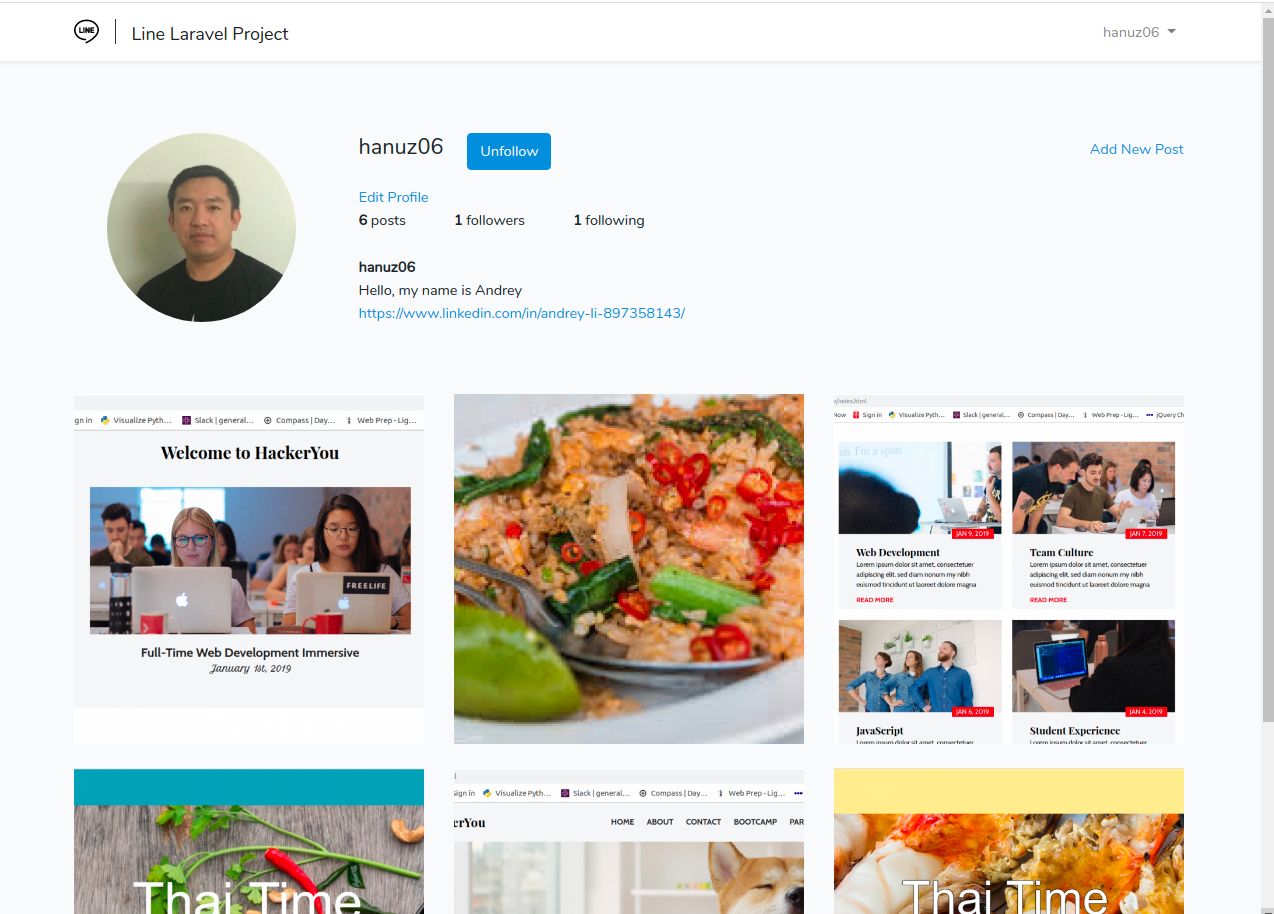 LINE
Line Laravel Project
hanuz06
hanuz06
Unfollow
Add New Post
Edit Profile
6 posts
1 followers
1 following
hanuz06
Hello, my name is Andrey
https://www.linkedin.com/in/andrey-li-897358143/
gn in Visualize Pyth... Slack | general... Compass | Day... Web Prep - Lig...
Welcome to HackerYou
FREELIFE
Full-Time Web Development Immersive
January 1st, 2019
/index.html
Now Sign in Visualize Pyth... Slack | general... Compass | Day... Web Prep - Lig... jQuery Ch
un I'm a span
JAN 9, 2019
JAN 7, 2019
Web Development
Lorem ipsum dolor sit amet, consectetuer
adipiscing elit, sed diam nonum my nibh
euismod tincidunt ut laoreet dolore magna
READ MORE
Team Culture
Lorem ipsum dolor sit amet, consectetuer
adipiscing elit, sed diam nonum my nibh
euismod tincidunt ut laoreet dolore magna
READ MORE
JAN 6, 2019
JAN 4, 2019
JavaScript
Lorem ipsum dolor sit amet, consectetuer
Student Experience
Lorem ipsum dolor sit amet, consectetuer
Thai Time
sign in Visualize Pyth... Slack | general... Compass | Day... Web Prep - Lig...
erYou
HOME ABOUT CONTACT BOOTCAMP PAR
Thai Time